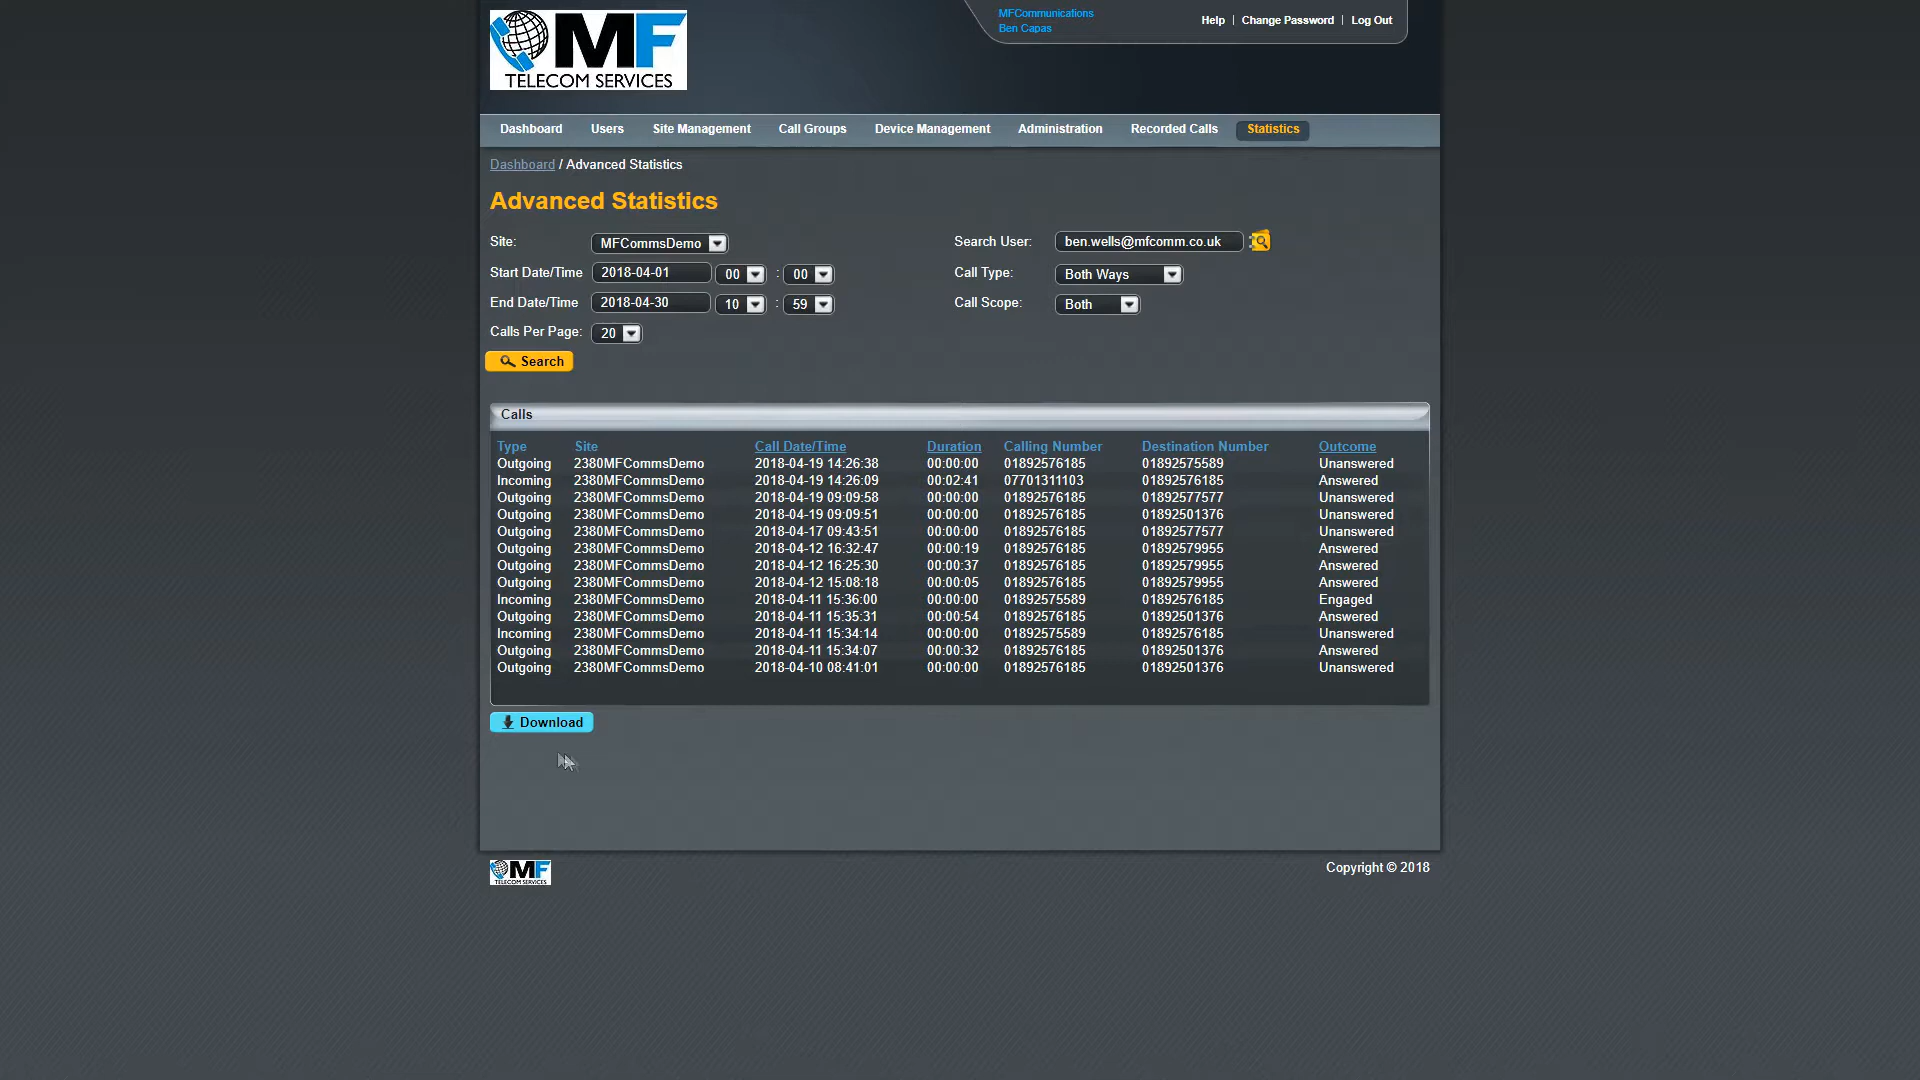 MF
TELECOM SERVICES
MFCommunications
Ben Capas
Help | Change Password | Log Out
Dashboard Users Site Management Call Groups Device Management Administration Recorded Calls Statistics
Dashboard / Advanced Statistics
Advanced Statistics
Site: MFCommsDemo Search User: ben.wells@mfcomm.co.uk
Start Date/Time 2018-04-01 00 : 00 Call Type: Both Ways
End Date/Time 2018-04-30 10 : 59 Call Scope: Both
Calls Per Page: 20
Search
Calls
Type Site Call Date/Time Duration Calling Number Destination Number Outcome
Outgoing 2380MFCommsDemo 2018-04-19 14:26:38 00:00:00 01892576185 01892575589 Unanswered
Incoming 2380MFCommsDemo 2018-04-19 14:26:09 00:02:41 07701311103 01892576185 Answered
Outgoing 2380MFCommsDemo 2018-04-19 09:09:58 00:00:00 01892576185 01892577577 Unanswered
Outgoing 2380MFCommsDemo 2018-04-19 09:09:51 00:00:00 01892576185 01892501376 Unanswered
Outgoing 2380MFCommsDemo 2018-04-17 09:43:51 00:00:00 01892576185 01892577577 Unanswered
Outgoing 2380MFCommsDemo 2018-04-12 16:32:47 00:00:19 01892576185 01892579955 Answered
Outgoing 2380MFCommsDemo 2018-04-12 16:25:30 00:00:37 01892576185 01892579955 Answered
Outgoing 2380MFCommsDemo 2018-04-12 15:08:18 00:00:05 01892576185 01892579955 Answered
Incoming 2380MFCommsDemo 2018-04-11 15:36:00 00:00:00 01892575589 01892576185 Engaged
Outgoing 2380MFCommsDemo 2018-04-11 15:35:31 00:00:54 01892576185 01892501376 Answered
Incoming 2380MFCommsDemo 2018-04-11 15:34:14 00:00:00 01892575589 01892576185 Unanswered
Outgoing 2380MFCommsDemo 2018-04-11 15:34:07 00:00:32 01892576185 01892501376 Answered
Outgoing 2380MFCommsDemo 2018-04-10 08:41:01 00:00:00 01892576185 01892501376 Unanswered
Download
MF
TELECOM SERVICES
Copyright © 2018